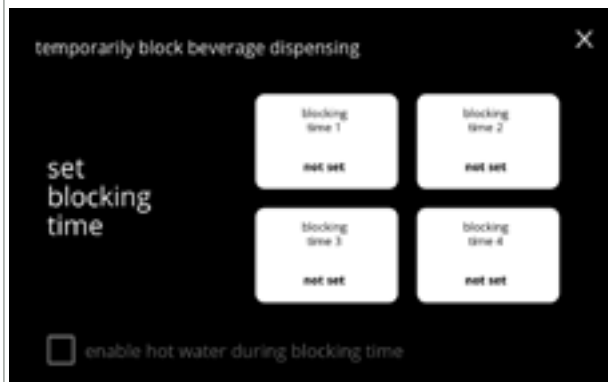 temporarily block beverage dispensing
X
set
blocking
time
blocking
time 1
not set
blocking
time 2
not set
blocking
time 3
not set
blocking
time 4
not set
enable hot water during blocking time